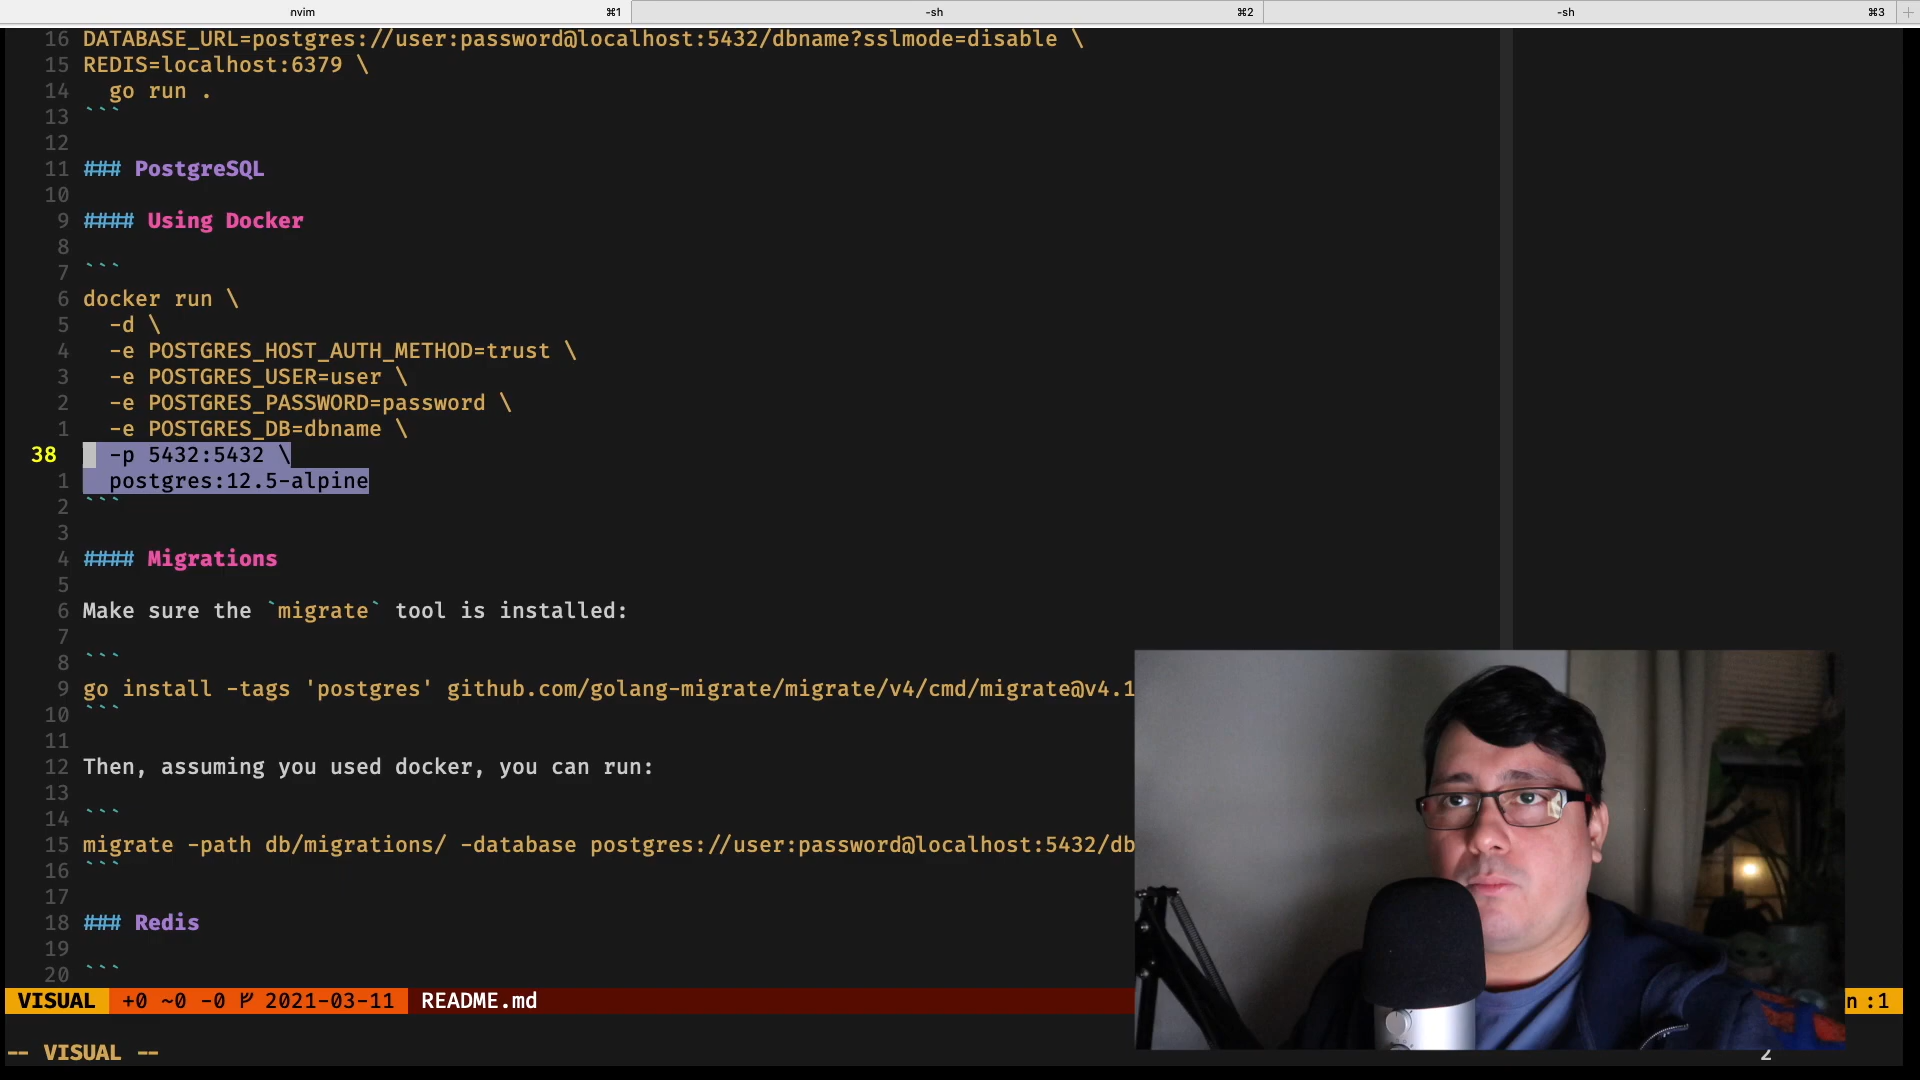 nvim ⌘1 -sh ⌘2 -sh ⌘3 +
16 DATABASE_URL=postgres://user:password@localhost:5432/dbname?sslmode=disable \
15 REDIS=localhost:6379 \
14 go run .
13 ```
12
11 ### PostgreSQL
10
9 #### Using Docker
8
7 ```
6 docker run \
5 -d \
4 -e POSTGRES_HOST_AUTH_METHOD=trust \
3 -e POSTGRES_USER=user \
2 -e POSTGRES_PASSWORD=password \
1 -e POSTGRES_DB=dbname \
38 -p 5432:5432 \
1 postgres:12.5-alpine
2 ```
3
4 #### Migrations
5
6 Make sure the `migrate` tool is installed:
7
8 ```
9 go install -tags 'postgres' github.com/golang-migrate/migrate/v4/cmd/migrate@v4.1
10 ```
11
12 Then, assuming you used docker, you can run:
13
14 ```
15 migrate -path db/migrations/ -database postgres://user:password@localhost:5432/db
16 ```
17
18 ### Redis
19
20 ```
VISUAL +0 ~0 -0 2021-03-11 README.md n :1
-- VISUAL -- 2